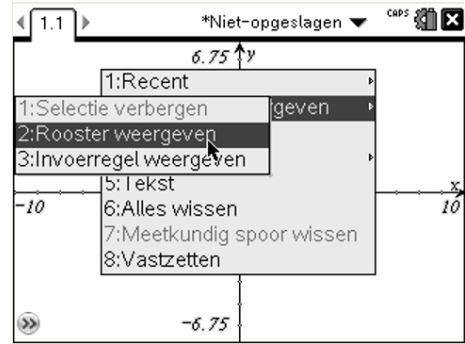 1.1
*Niet-opgeslagen
CAPS
6.75
y
1:Recent
1:Selectie verbergen
geven
2:Rooster weergeven
3:Invoerregel weergeven
5:Tekst
x
-10
6:Alles wissen
10
7:Meetkundig spoor wissen
8:Vastzetten
-6.75